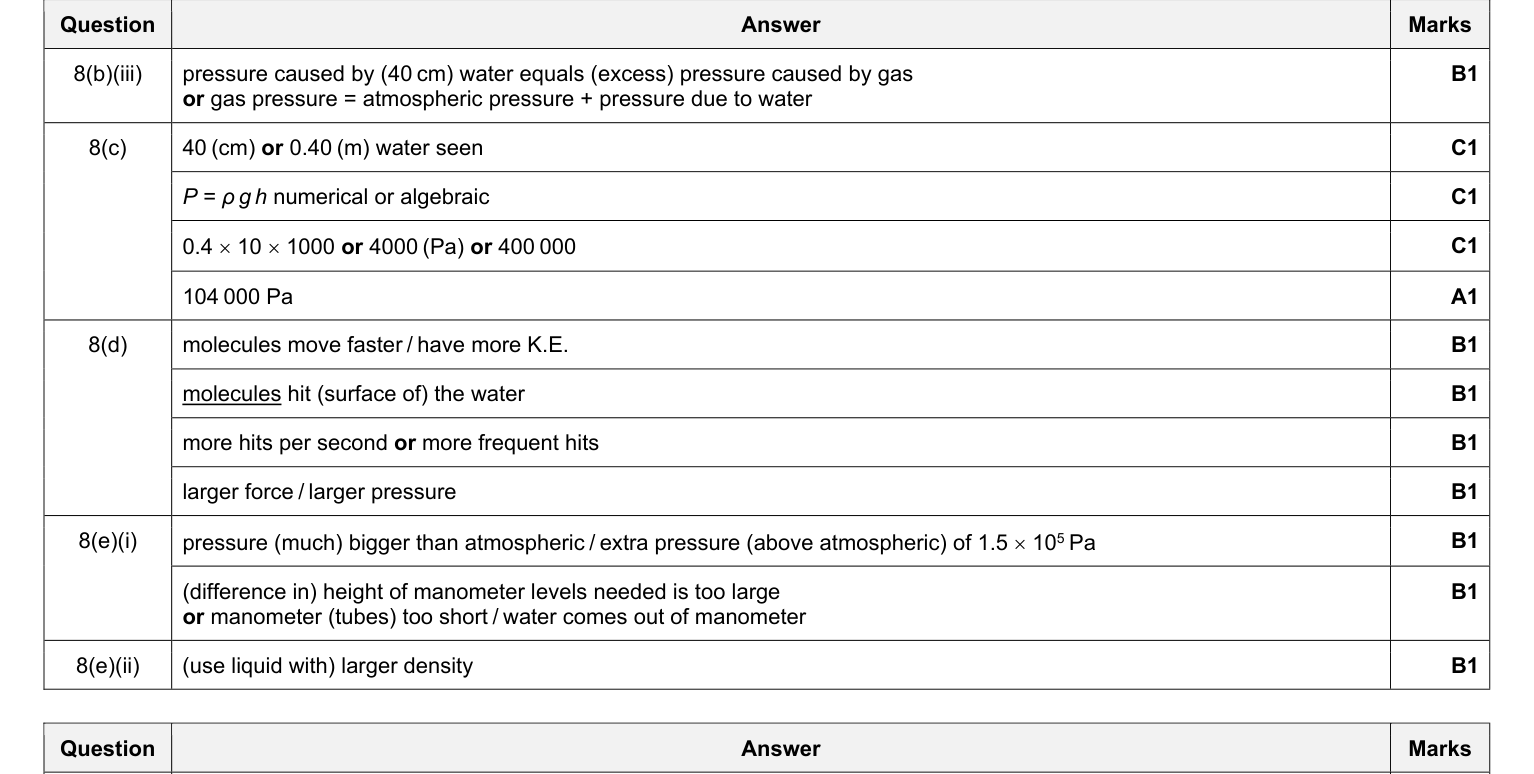 Question Answer Marks
8(b)(iii) pressure caused by (40 cm) water equals (excess) pressure caused by gas B1
or gas pressure = atmospheric pressure + pressure due to water
8(c) 40 (cm) or 0.40 (m) water seen C1
P = ρ g h numerical or algebraic C1
0.4 × 10 × 1000 or 4000 (Pa) or 400 000 C1
104 000 Pa A1
8(d) molecules move faster / have more K.E. B1
molecules hit (surface of) the water B1
more hits per second or more frequent hits B1
larger force / larger pressure B1
8(e)(i) pressure (much) bigger than atmospheric / extra pressure (above atmospheric) of 1.5 × 10⁵ Pa B1
(difference in) height of manometer levels needed is too large B1
or manometer (tubes) too short / water comes out of manometer
8(e)(ii) (use liquid with) larger density B1
Question Answer Marks